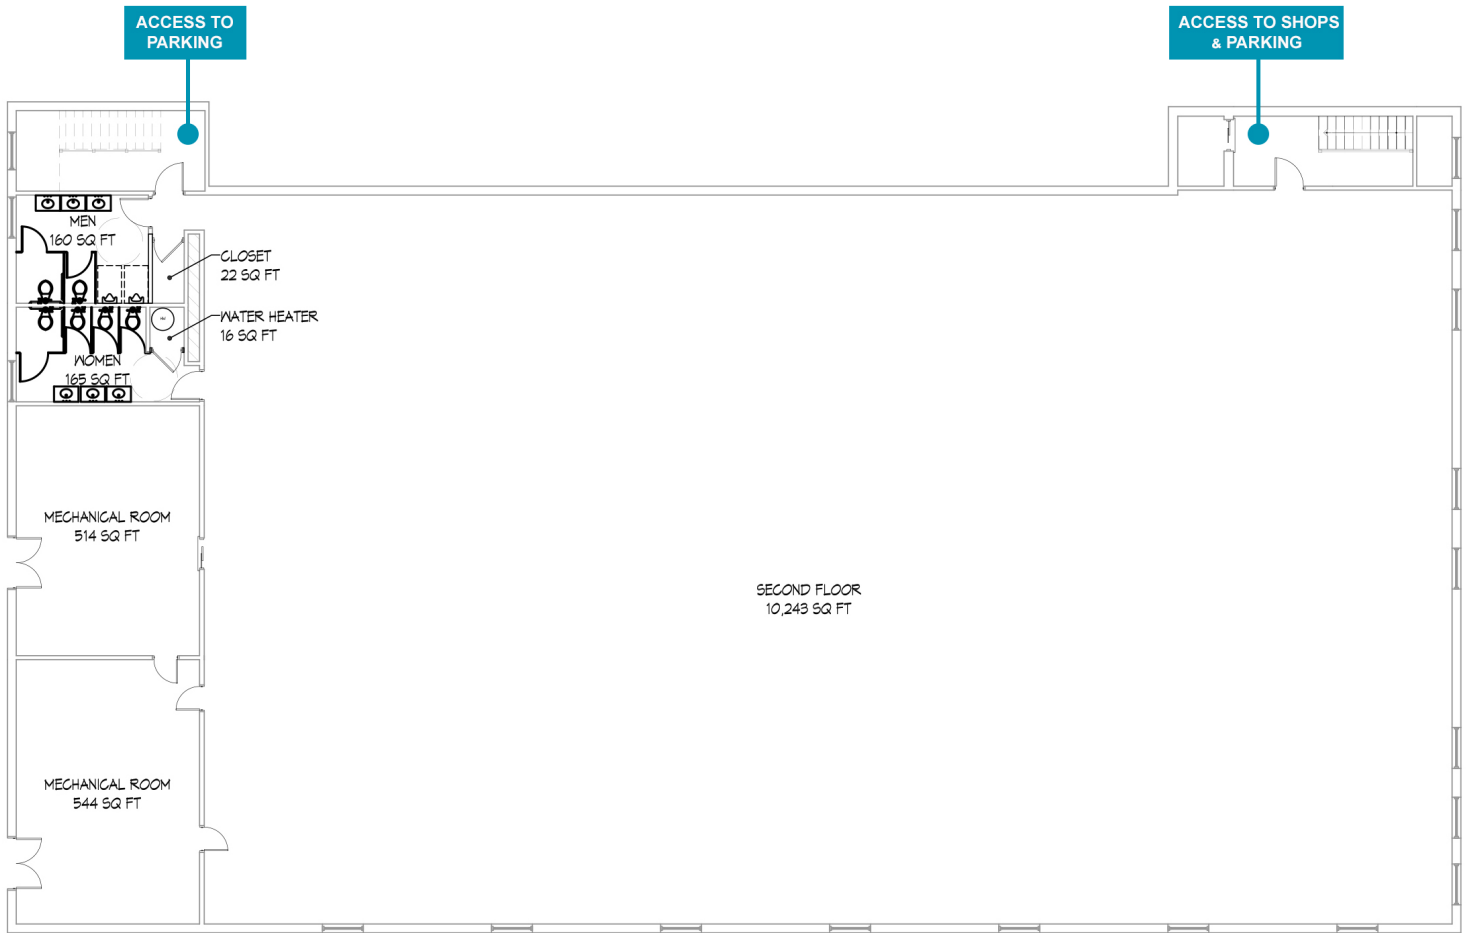 ACCESS TO
PARKING
ACCESS TO SHOPS
& PARKING
MEN
160 SQ FT
CLOSET
22 SQ FT
WATER HEATER
16 SQ FT
WOMEN
165 SQ FT
MECHANICAL ROOM
514 SQ FT
SECOND FLOOR
10,243 SQ FT
MECHANICAL ROOM
544 SQ FT